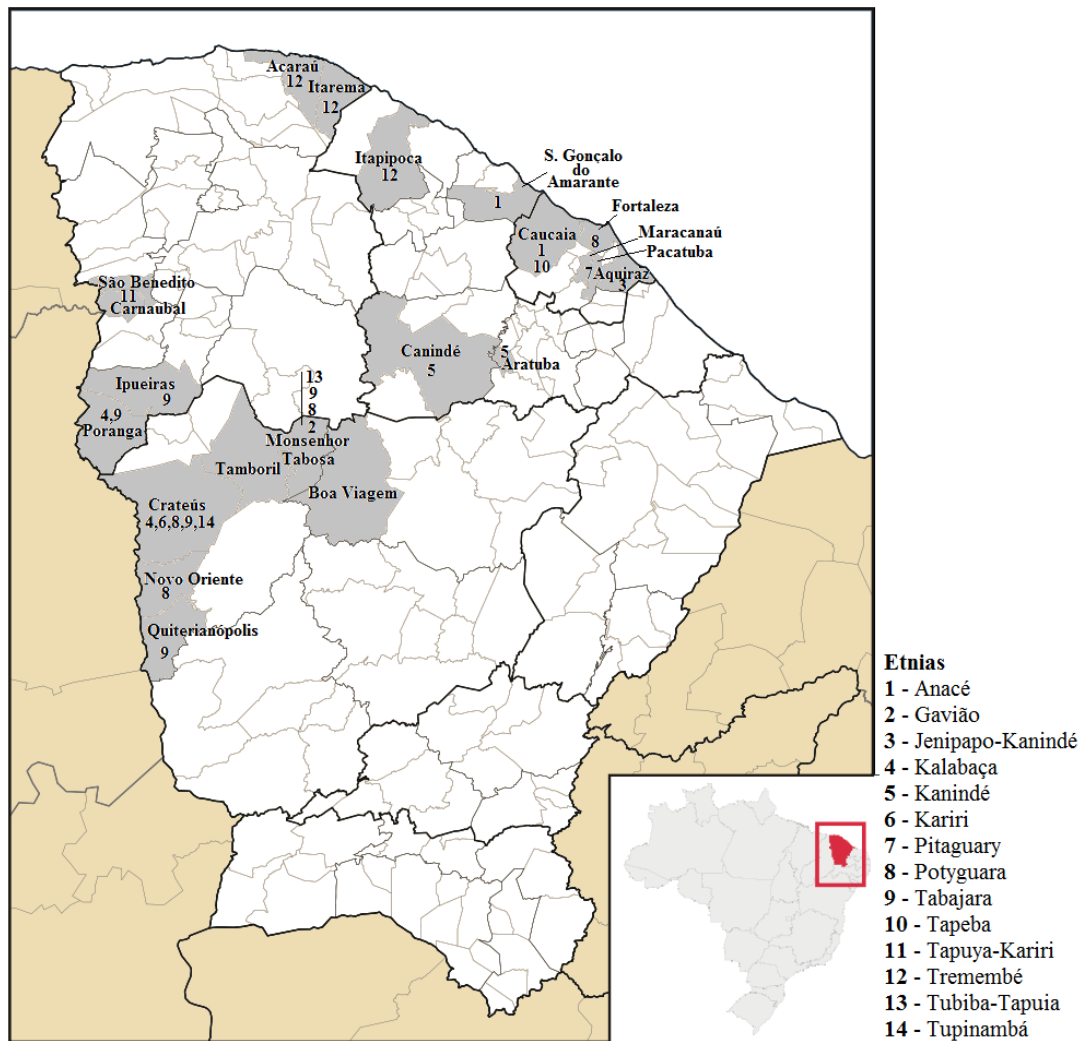 Acaraú
12
Itarema
12
Itapipoca
12
S. Gonçalo
do
Amarante
1
Fortaleza
Caucaia
1
10
8
Maracanaú
Pacatuba
7
Aquiraz
3
São Benedito
11
Carnaubal
Canindé
5
5
Aratuba
Ipueiras
9
4,9
Poranga
13
9
8
2
Monsenhor
Tabosa
Tamboril
Boa Viagem
Crateús
4,6,8,9,14
Novo Oriente
8
Quiterianópolis
9
Etnias
1 - Anacé
2 - Gavião
3 - Jenipapo-Kanindé
4 - Kalabaça
5 - Kanindé
6 - Kariri
7 - Pitaguary
8 - Potyguara
9 - Tabajara
10 - Tapeba
11 - Tapuya-Kariri
12 - Tremembé
13 - Tubiba-Tapuia
14 - Tupinambá